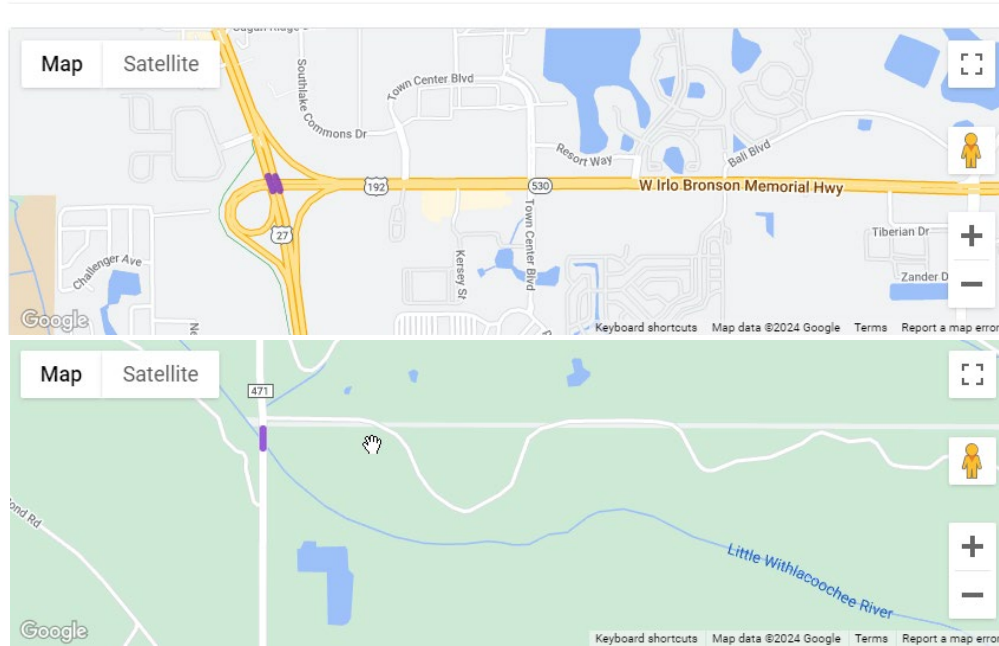 Map
Satellite
Southlake Commons Dr
Town Center Blvd
Resort Way
Ball Blvd
192
530
W Irlo Bronson Memorial Hwy
27
Town Center Blvd
Kersey St
Tiberian Dr
Challenger Ave
Zander D
Google
Keyboard shortcuts Map data ©2024 Google Terms Report a map error
Map
Satellite
471
ond Rd
Little Withlacoochee River
Google
Keyboard shortcuts Map data ©2024 Google Terms Report a map error